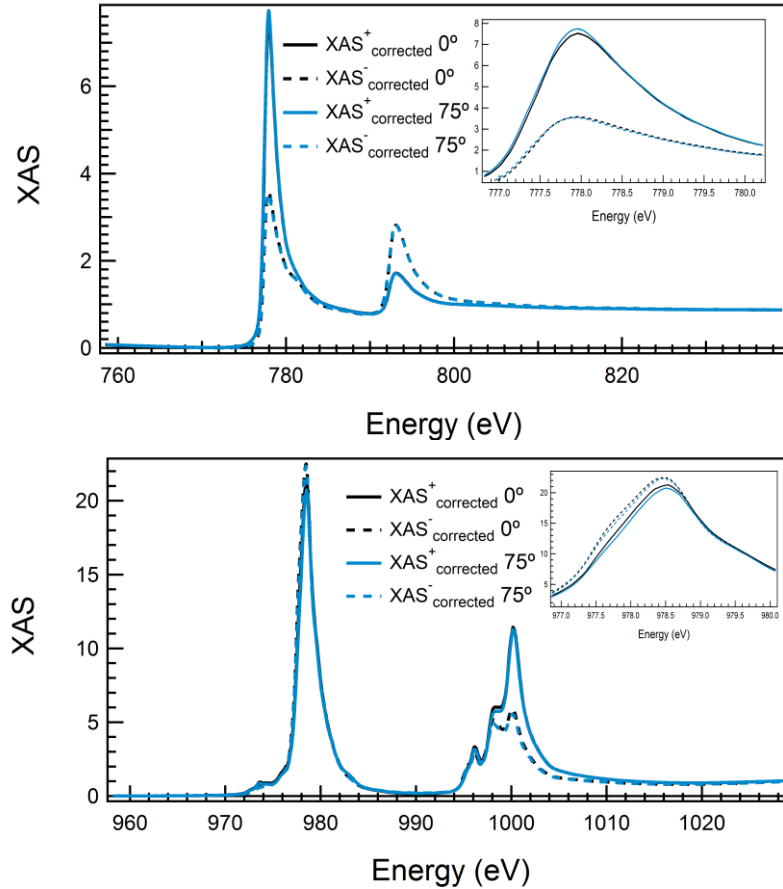 XAS
6
4
2
0
XAS⁺corrected 0º
XAS⁻corrected 0º
XAS⁺corrected 75º
XAS⁻corrected 75º
8
7
6
5
4
3
2
1
777.0 777.5 778.0 778.5 779.0 779.5 780.0
Energy (eV)
760 780 800 820
Energy (eV)
XAS
20
15
10
5
0
XAS⁺corrected 0º
XAS⁻corrected 0º
XAS⁺corrected 75º
XAS⁻corrected 75º
20
15
10
5
977.0 977.5 978.0 978.5 979.0 979.5 980.0
Energy (eV)
960 970 980 990 1000 1010 1020
Energy (eV)